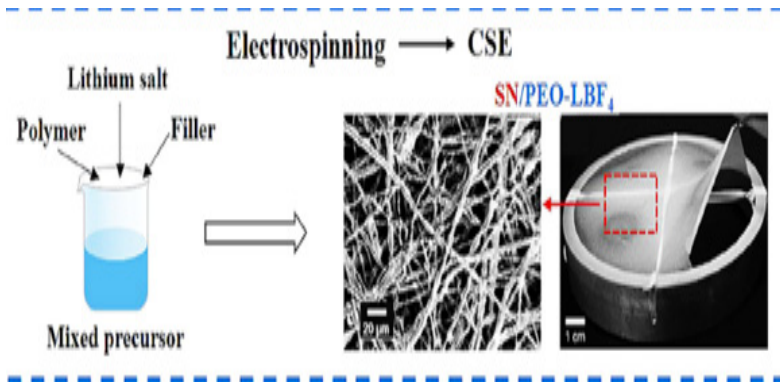 Electrospinning → CSE
Lithium salt
Polymer
Filler
Mixed precursor
SN/PEO-LBF₄
20 μm
1 cm